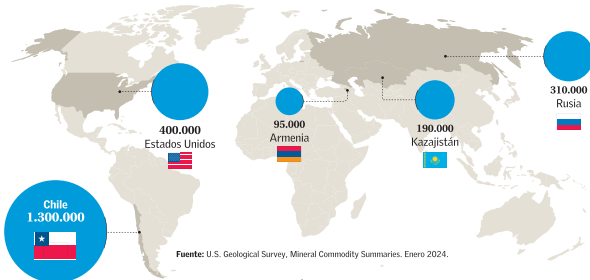 310.000
Rusia
400.000
Estados Unidos
95.000
Armenia
190.000
Kazajistán
Chile
1.300.000
Fuente: U.S. Geological Survey, Mineral Commodity Summaries. Enero 2024.